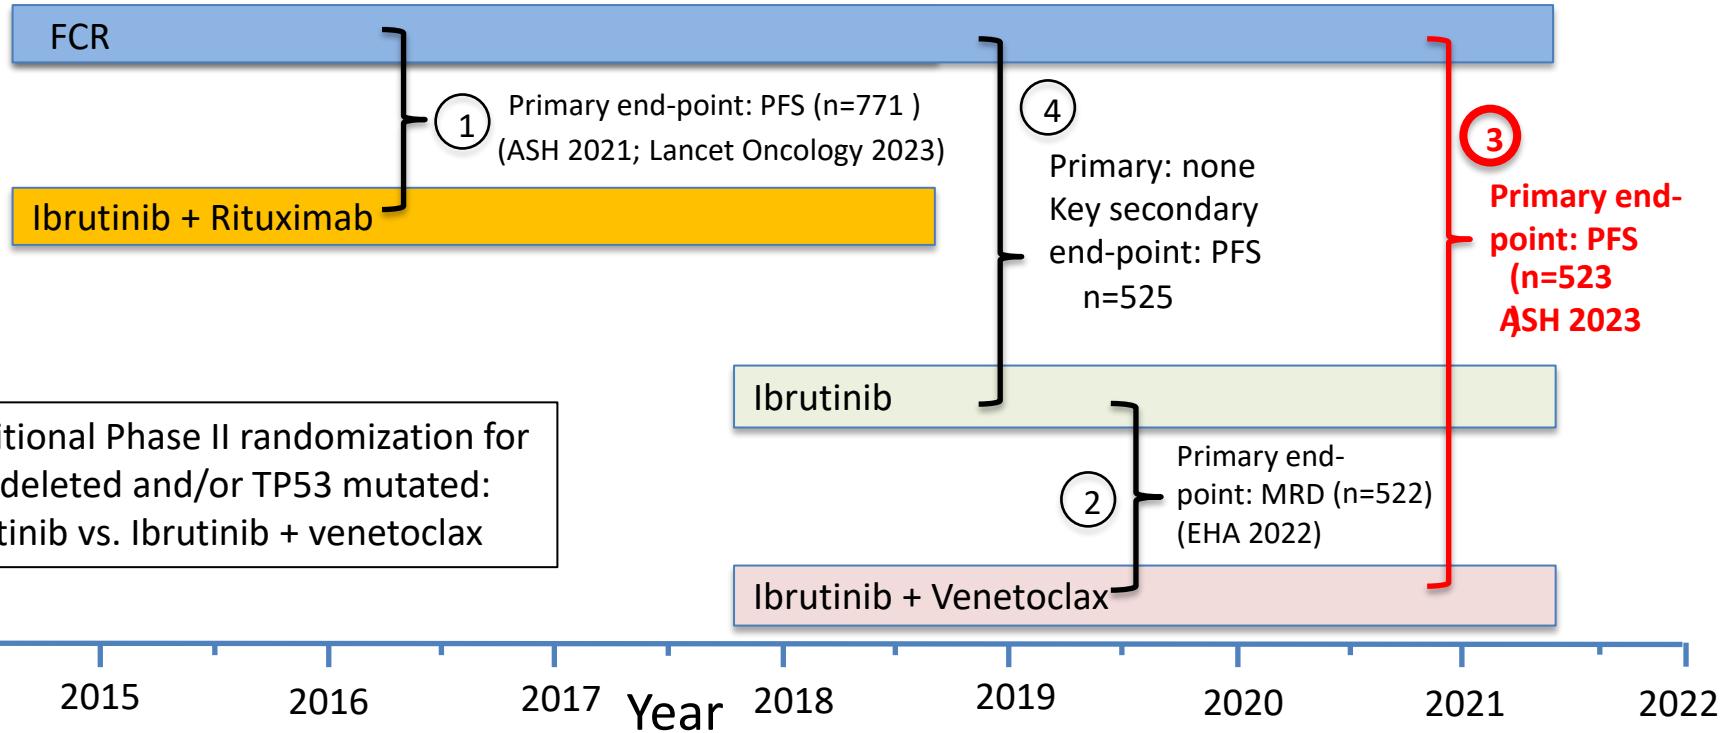 FCR
1
Primary end-point: PFS (n=771 )
(ASH 2021; Lancet Oncology 2023)
Ibrutinib + Rituximab
4
Primary: none
Key secondary
end-point: PFS
n=525
3
Primary end-
point: PFS
(n=523
)
ASH 2023
Ibrutinib
itional Phase II randomization for
deleted and/or TP53 mutated:
tinib vs. Ibrutinib + venetoclax
2
Primary end-
point: MRD (n=522)
(EHA 2022)
Ibrutinib + Venetoclax
2015 2016 2017 2018 2019 2020 2021 2022
Year